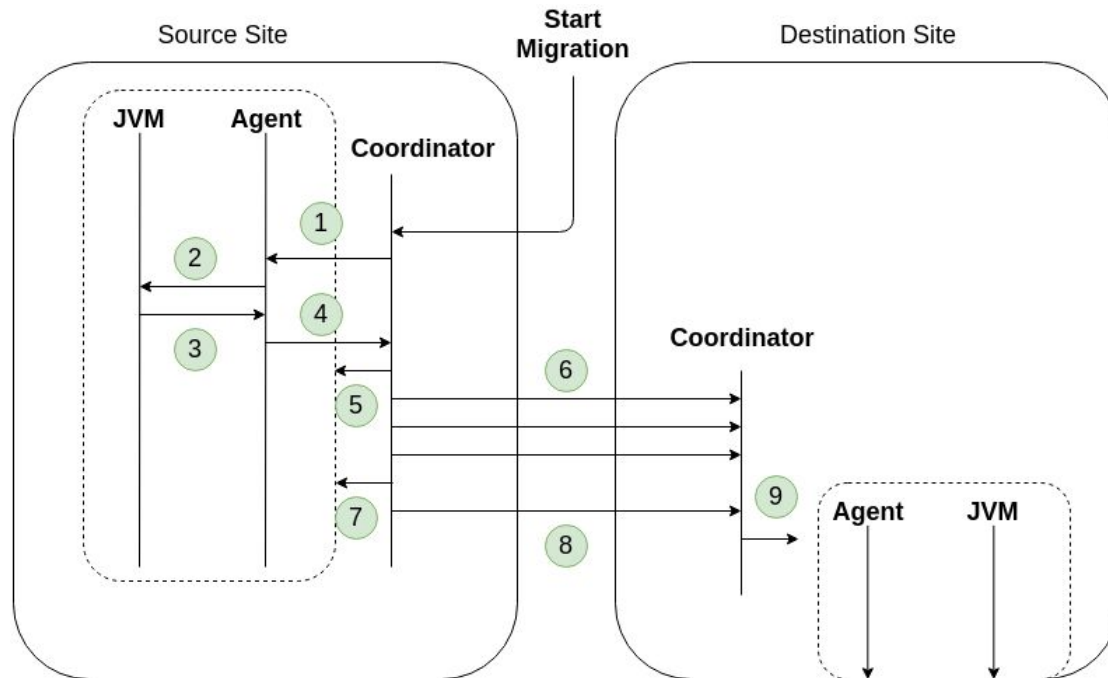 Source Site
Start
Migration
Destination Site
JVM
Agent
Coordinator
1
2
4
3
Coordinator
6
5
9
7
8
Agent
JVM